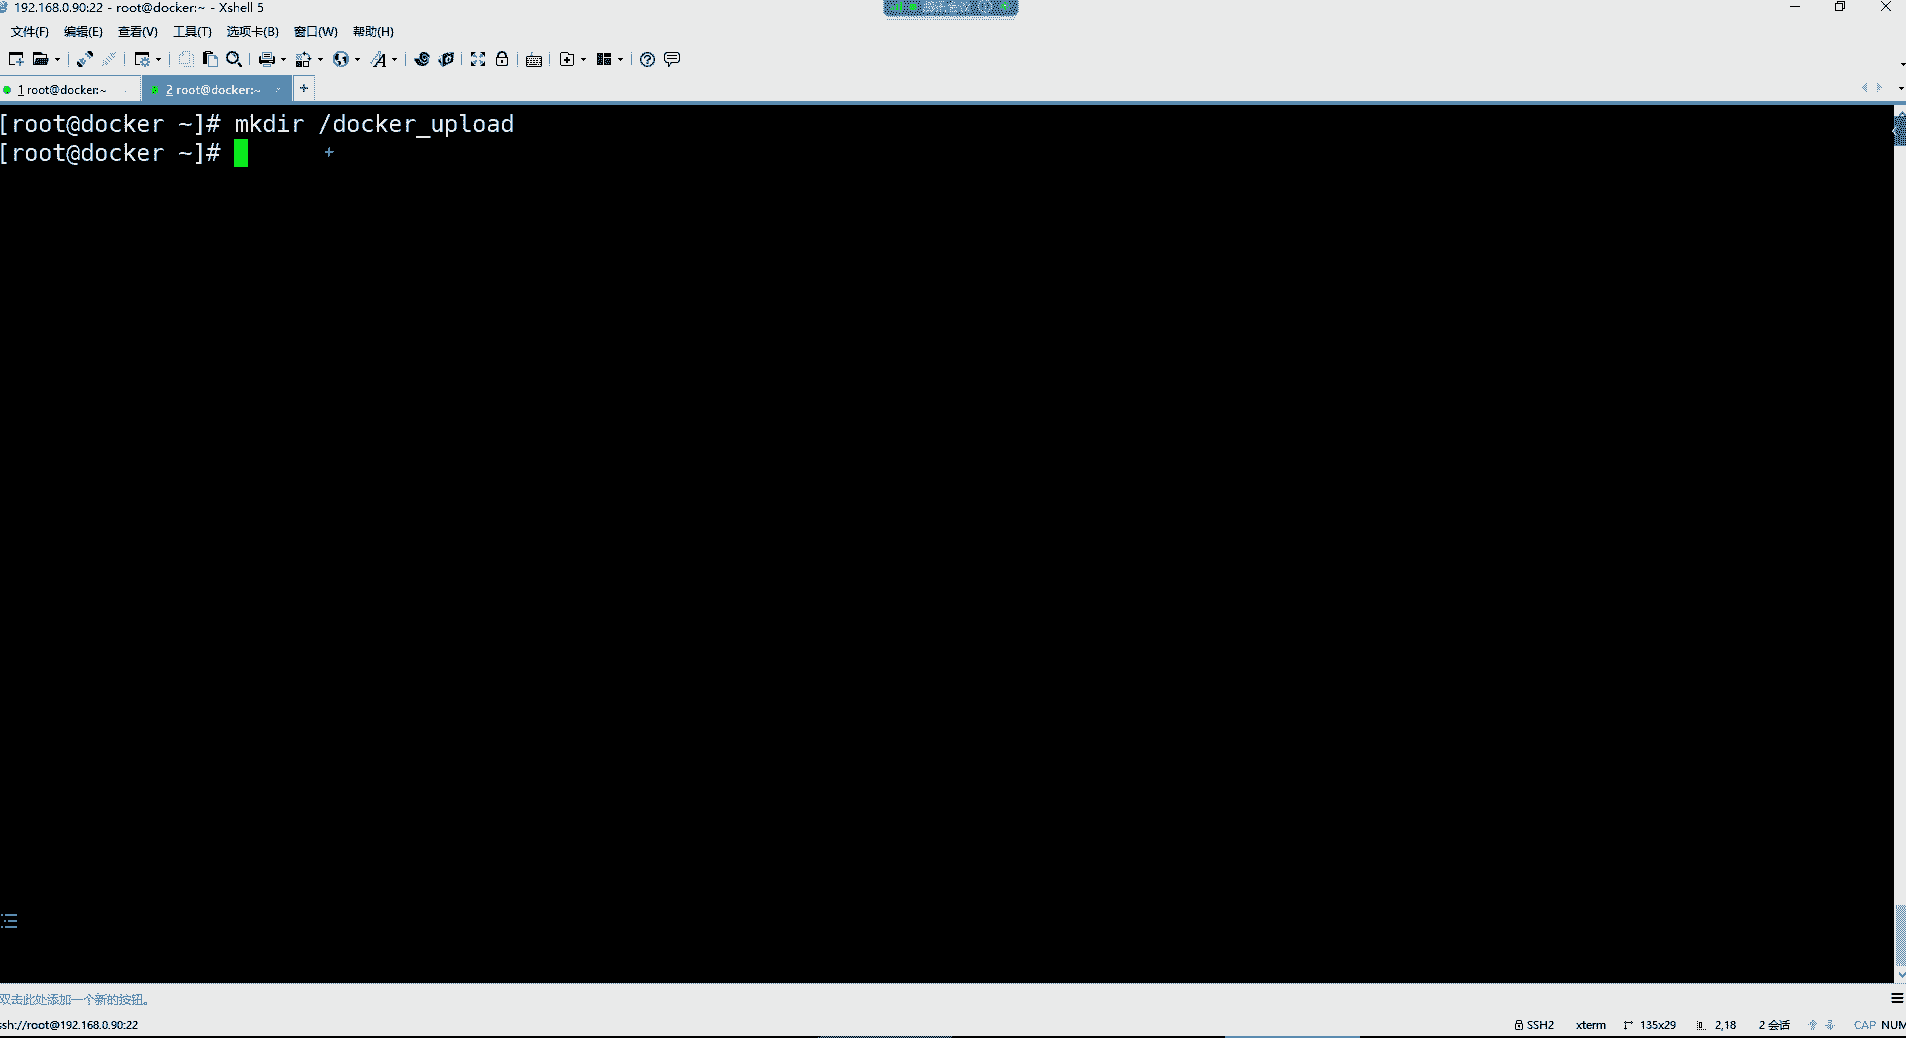 192.168.0.90:22 - root@docker:~ - Xshell 5
文件(F) 编辑(E) 查看(V) 工具(T) 选项卡(B) 窗口(W) 帮助(H)
1 root@docker:~ 2 root@docker:~ +
[root@docker ~]# mkdir /docker_upload
[root@docker ~]#
双击此处添加一个新的按钮。
ssh://root@192.168.0.90:22 SSH2 xterm 135x29 2,18 2 会话 CAP NUM